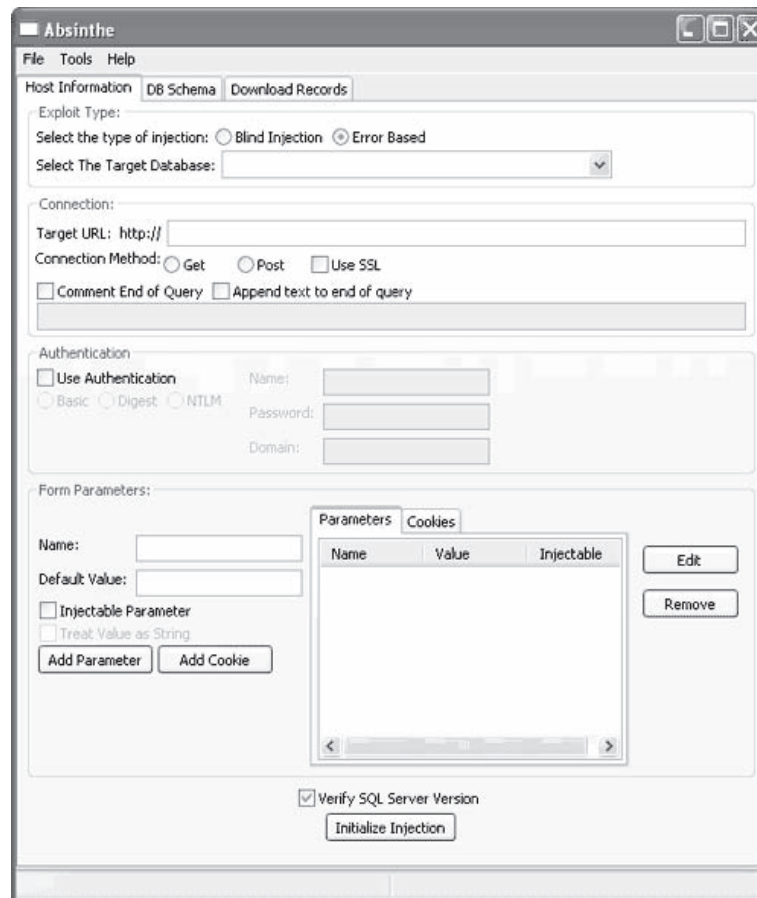 Absinthe
File Tools Help
Host Information DB Schema Download Records
Exploit Type:
Select the type of injection: Blind Injection Error Based
Select The Target Database:
Connection:
Target URL: http://
Connection Method: Get Post Use SSL
Comment End of Query Append text to end of query
Authentication
Use Authentication Name:
Basic Digest NTLM
Password:
Domain:
Form Parameters:
Parameters Cookies
Name: Name Value Injectable
Edit
Default Value:
Injectable Parameter Remove
Treat Value as String
Add Parameter Add Cookie
Verify SQL Server Version
Initialize Injection